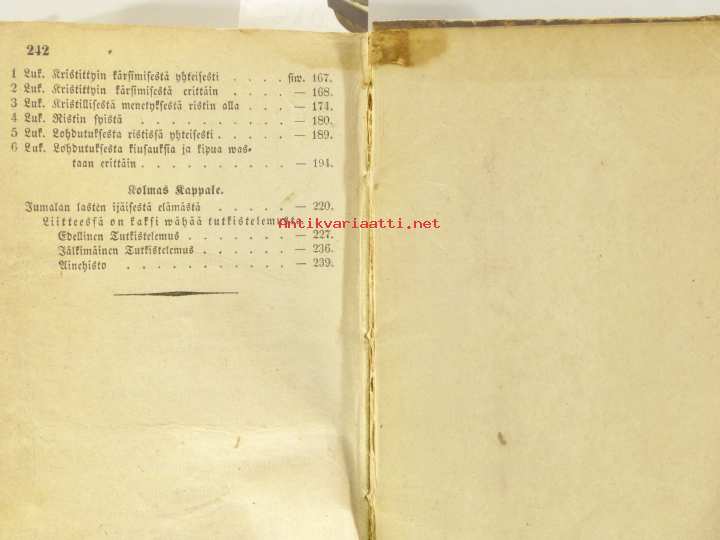 242
1 Luk. Kristittyin kärsimisestä yhteisesti . . . . siw. 167.
2 Luk. Kristittyin kärsimisestä erittäin . . . . — 168.
3 Luk. Kristillisestä menetyksestä ristin alla . . . — 174.
4 Luk. Ristin syistä . . . . . . . . . . — 180.
5 Luk. Lohdutuksesta ristissä yhteisesti . . . . . — 189.
6 Luk. Lohdutuksesta kiusauksia ja kipua was-
taan erittäin . . . . . . . . . . — 194.
Kolmas Kappale.
Jumalan lasten ijäisestä elämästä . . . . . — 220.
Liitteessä on kaksi wähää tutkistelemusta
Antikvariaatti.net
Edellinen Tutkistelemus . . . . . . . — 227.
Jälkimäinen Tutkistelemus . . . . . . — 236.
Ainehisto . . . . . . . . . . . — 239.